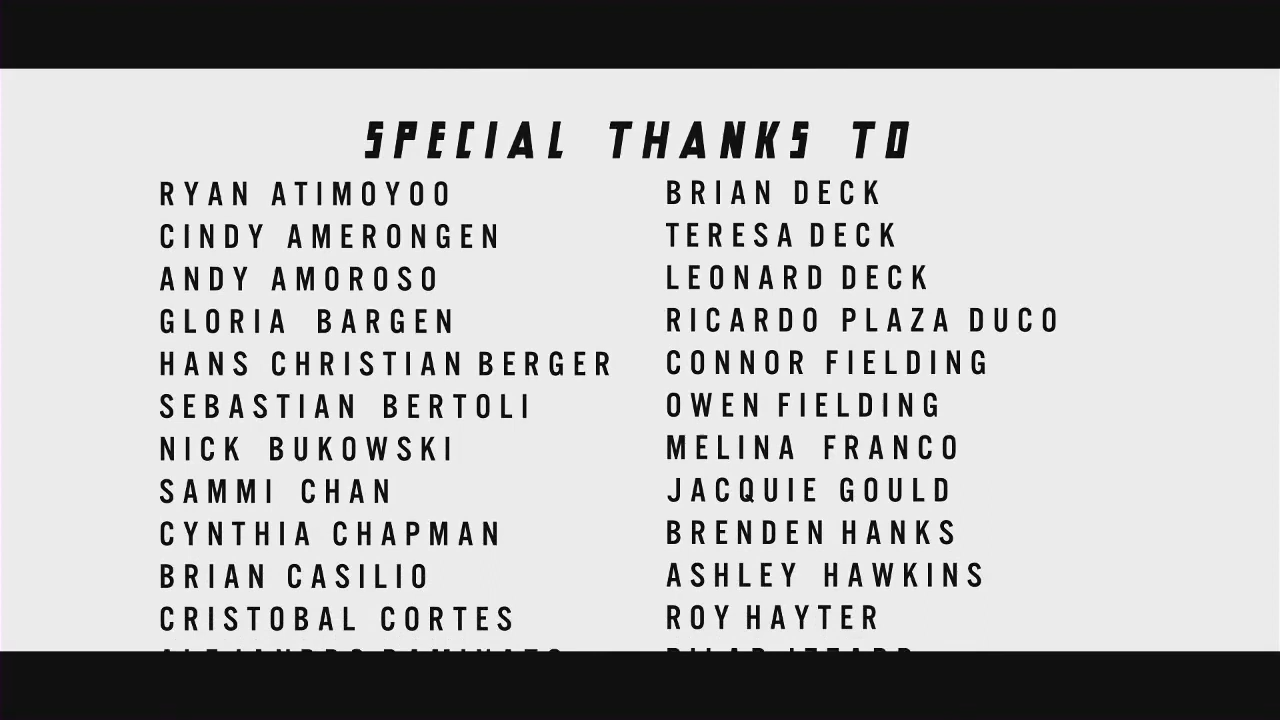 SPECIAL THANKS TO
RYAN ATIMOYOO
CINDY AMERONGEN
ANDY AMOROSO
GLORIA BARGEN
HANS CHRISTIAN BERGER
SEBASTIAN BERTOLI
NICK BUKOWSKI
SAMMI CHAN
CYNTHIA CHAPMAN
BRIAN CASILIO
CRISTOBAL CORTES
BRIAN DECK
TERESA DECK
LEONARD DECK
RICARDO PLAZA DUCO
CONNOR FIELDING
OWEN FIELDING
MELINA FRANCO
JACQUIE GOULD
BRENDEN HANKS
ASHLEY HAWKINS
ROY HAYTER